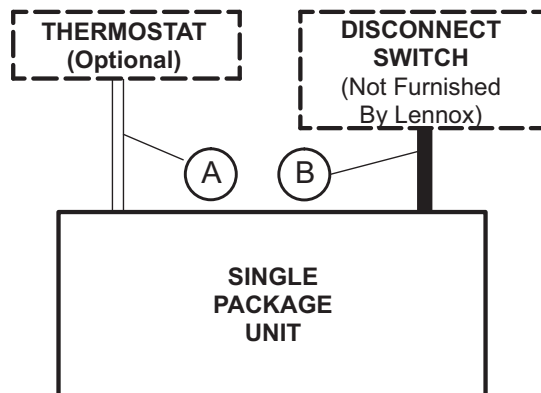 THERMOSTAT
(Optional)
DISCONNECT
SWITCH
(Not Furnished
By Lennox)
A
B
SINGLE
PACKAGE
UNIT